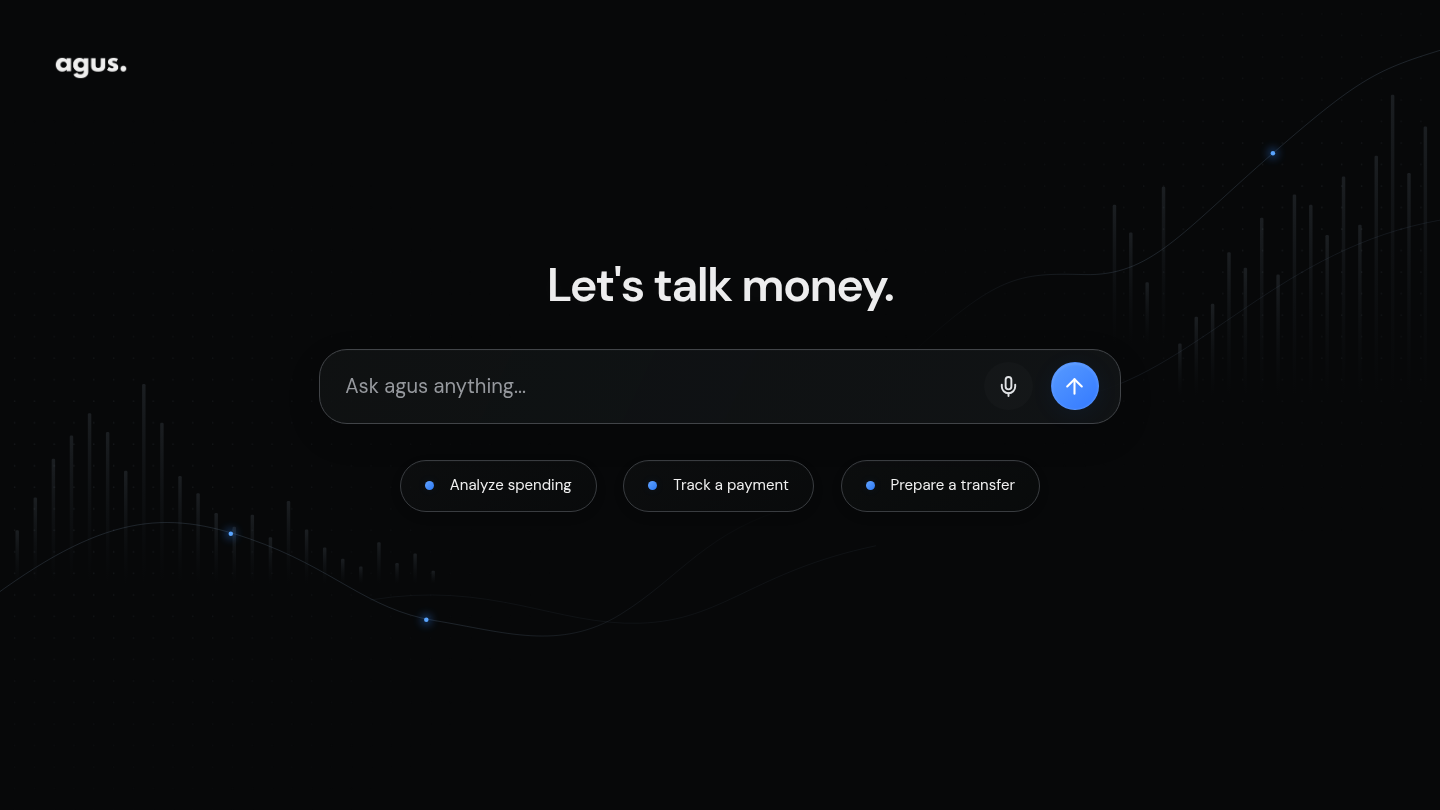 agus.
Let's talk money.
Ask agus anything...
Analyze spending
Track a payment
Prepare a transfer